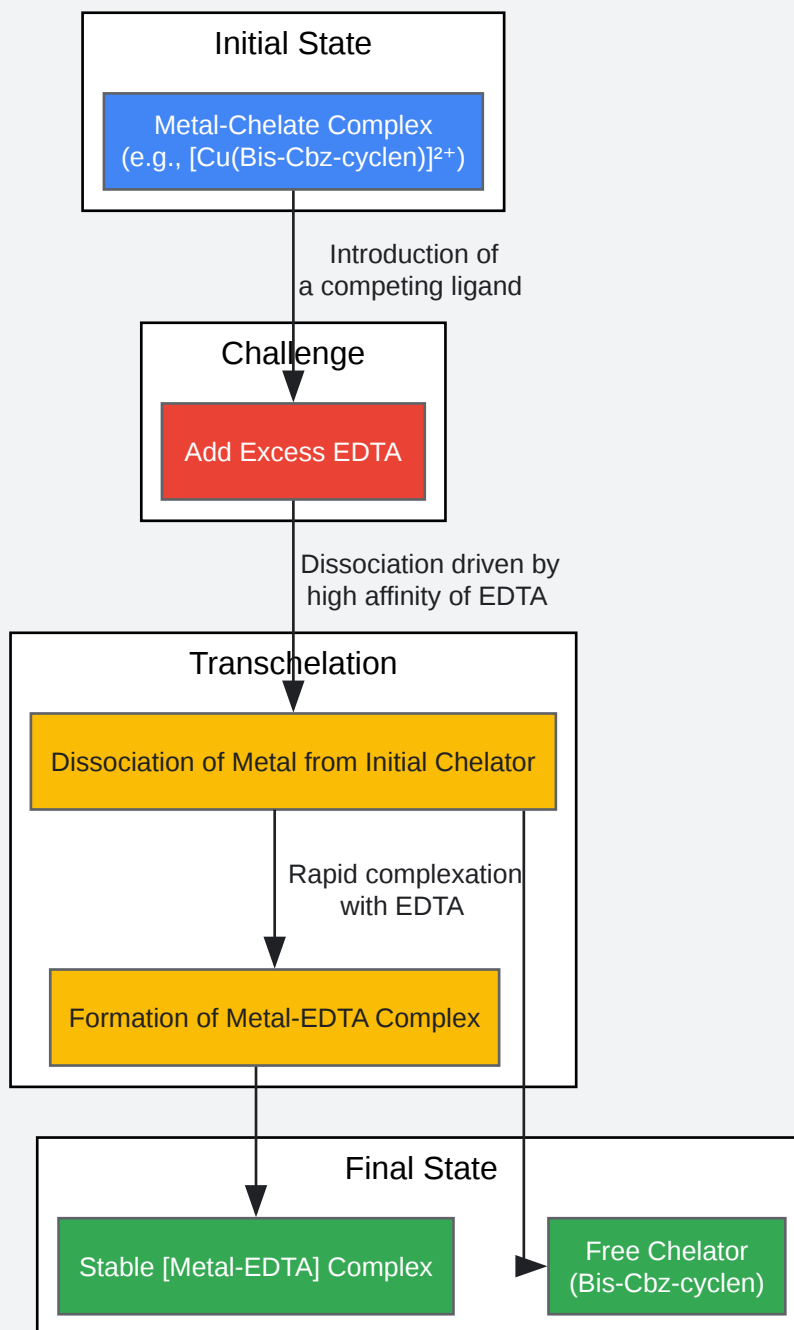 Initial State
Metal-Chelate Complex
(e.g., [Cu(Bis-Cbz-cyclen)]²⁺)
Introduction of
a competing ligand
Challenge
Add Excess EDTA
Dissociation driven by
high affinity of EDTA
Transchelation
Dissociation of Metal from Initial Chelator
Rapid complexation
with EDTA
Formation of Metal-EDTA Complex
Final State
Stable [Metal-EDTA] Complex
Free Chelator
(Bis-Cbz-cyclen)